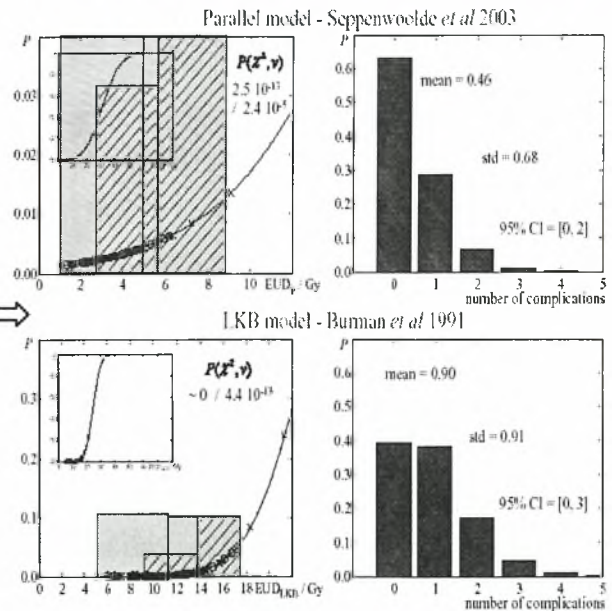 Parallel model - Seppenwoolde et al 2003
P
0.03
0.02
0.01
0.00
P(χ², ν)
2.5 10⁻¹³
/ 2.4 10⁻⁵
0 2 4 6 8 10 EUDₚ / Gy
P
0.6
0.5
0.4
0.3
0.2
0.1
0.0
mean = 0.46
std = 0.68
95% CI = [0, 2]
0 1 2 3 4 5
number of complications
LKB model - Burman et al 1991
P
0.3
0.2
0.1
0.0
P(χ², ν)
~ 0 / 4.4 10⁻¹³
0 2 4 6 8 10 12 14 16 18 EUD_LKB / Gy
P
0.6
0.5
0.4
0.3
0.2
0.1
0.0
mean = 0.90
std = 0.91
95% CI = [0, 3]
0 1 2 3 4 5
number of complications